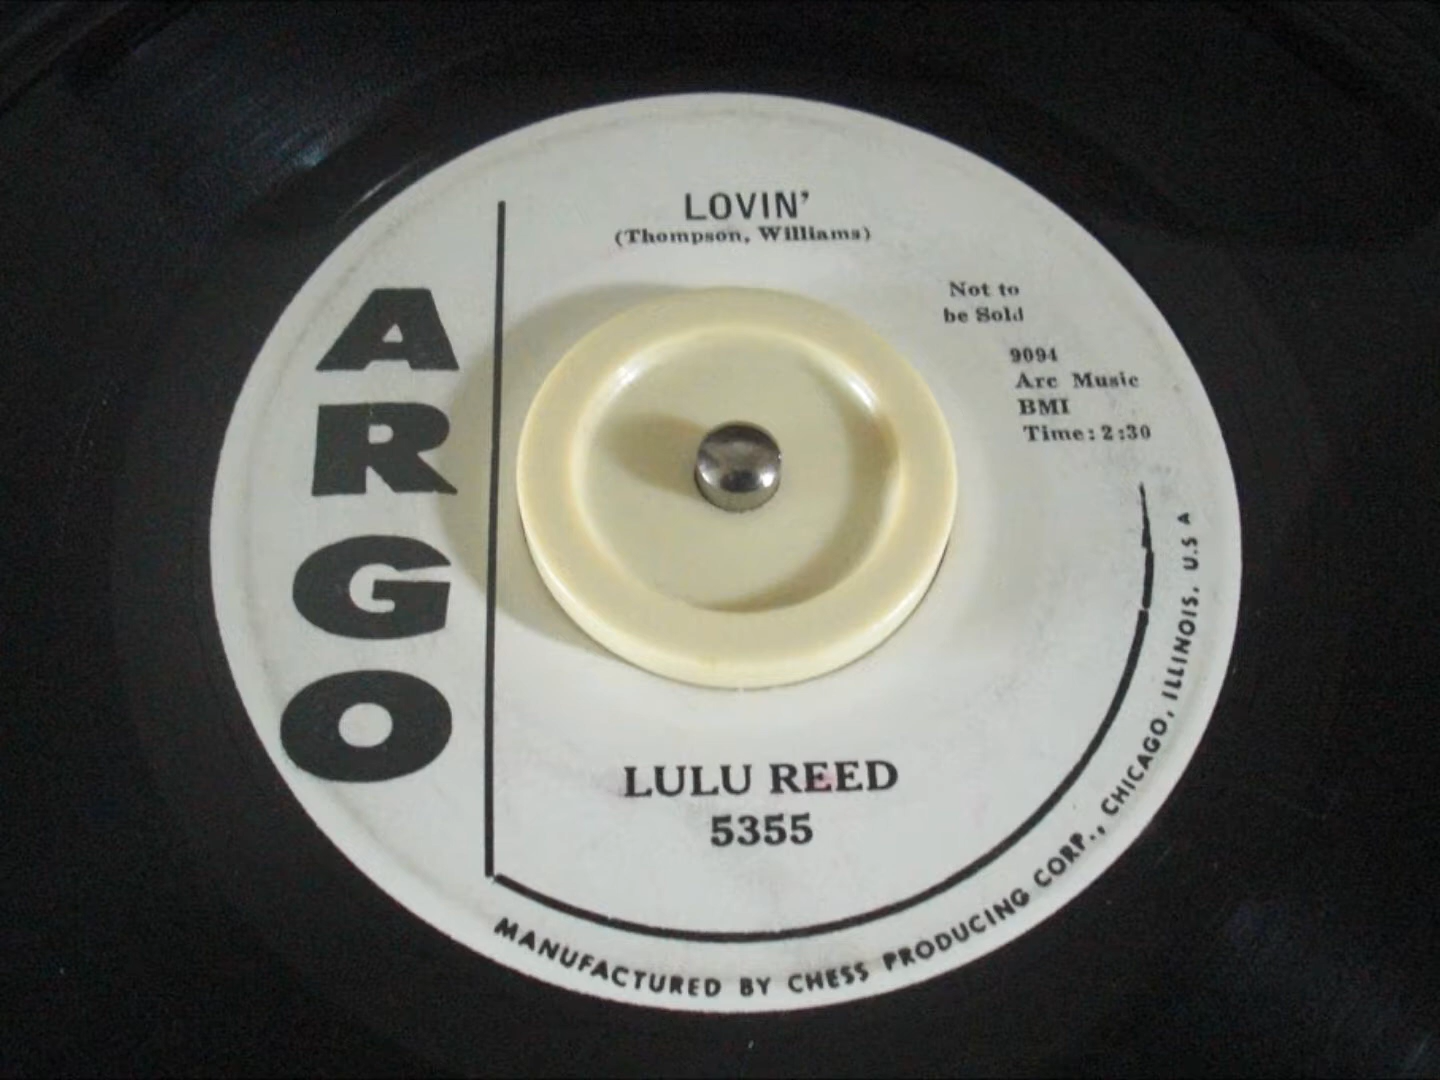 LOVIN'
(Thompson, Williams)
Not to
be Sold
9094
Arc Music
BMI
Time: 2:30
ARGO
LULU REED
5355
MANUFACTURED BY CHESS PRODUCING CORP., CHICAGO, ILLINOIS, U.S A